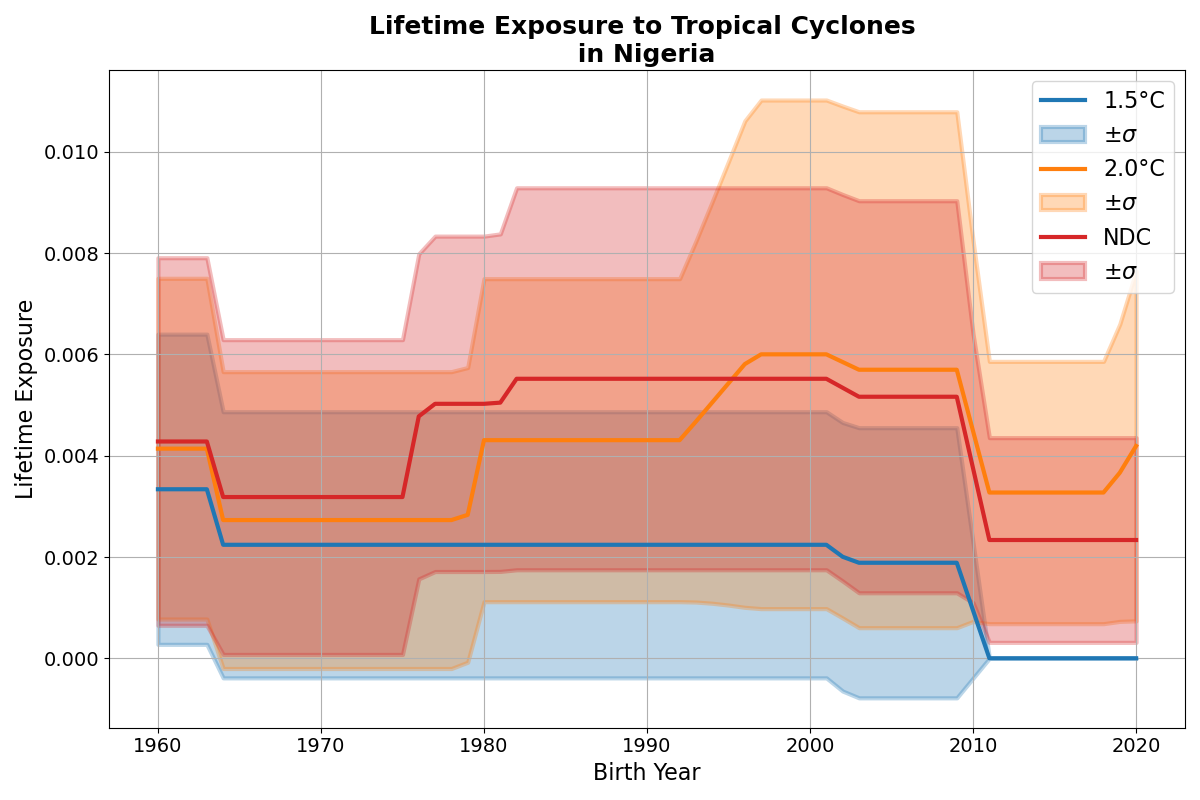 Lifetime Exposure to Tropical Cyclones
in Nigeria
1.5°C
±σ
2.0°C
±σ
NDC
±σ
Lifetime Exposure
0.010
0.008
0.006
0.004
0.002
0.000
1960
1970
1980
1990
2000
2010
2020
Birth Year